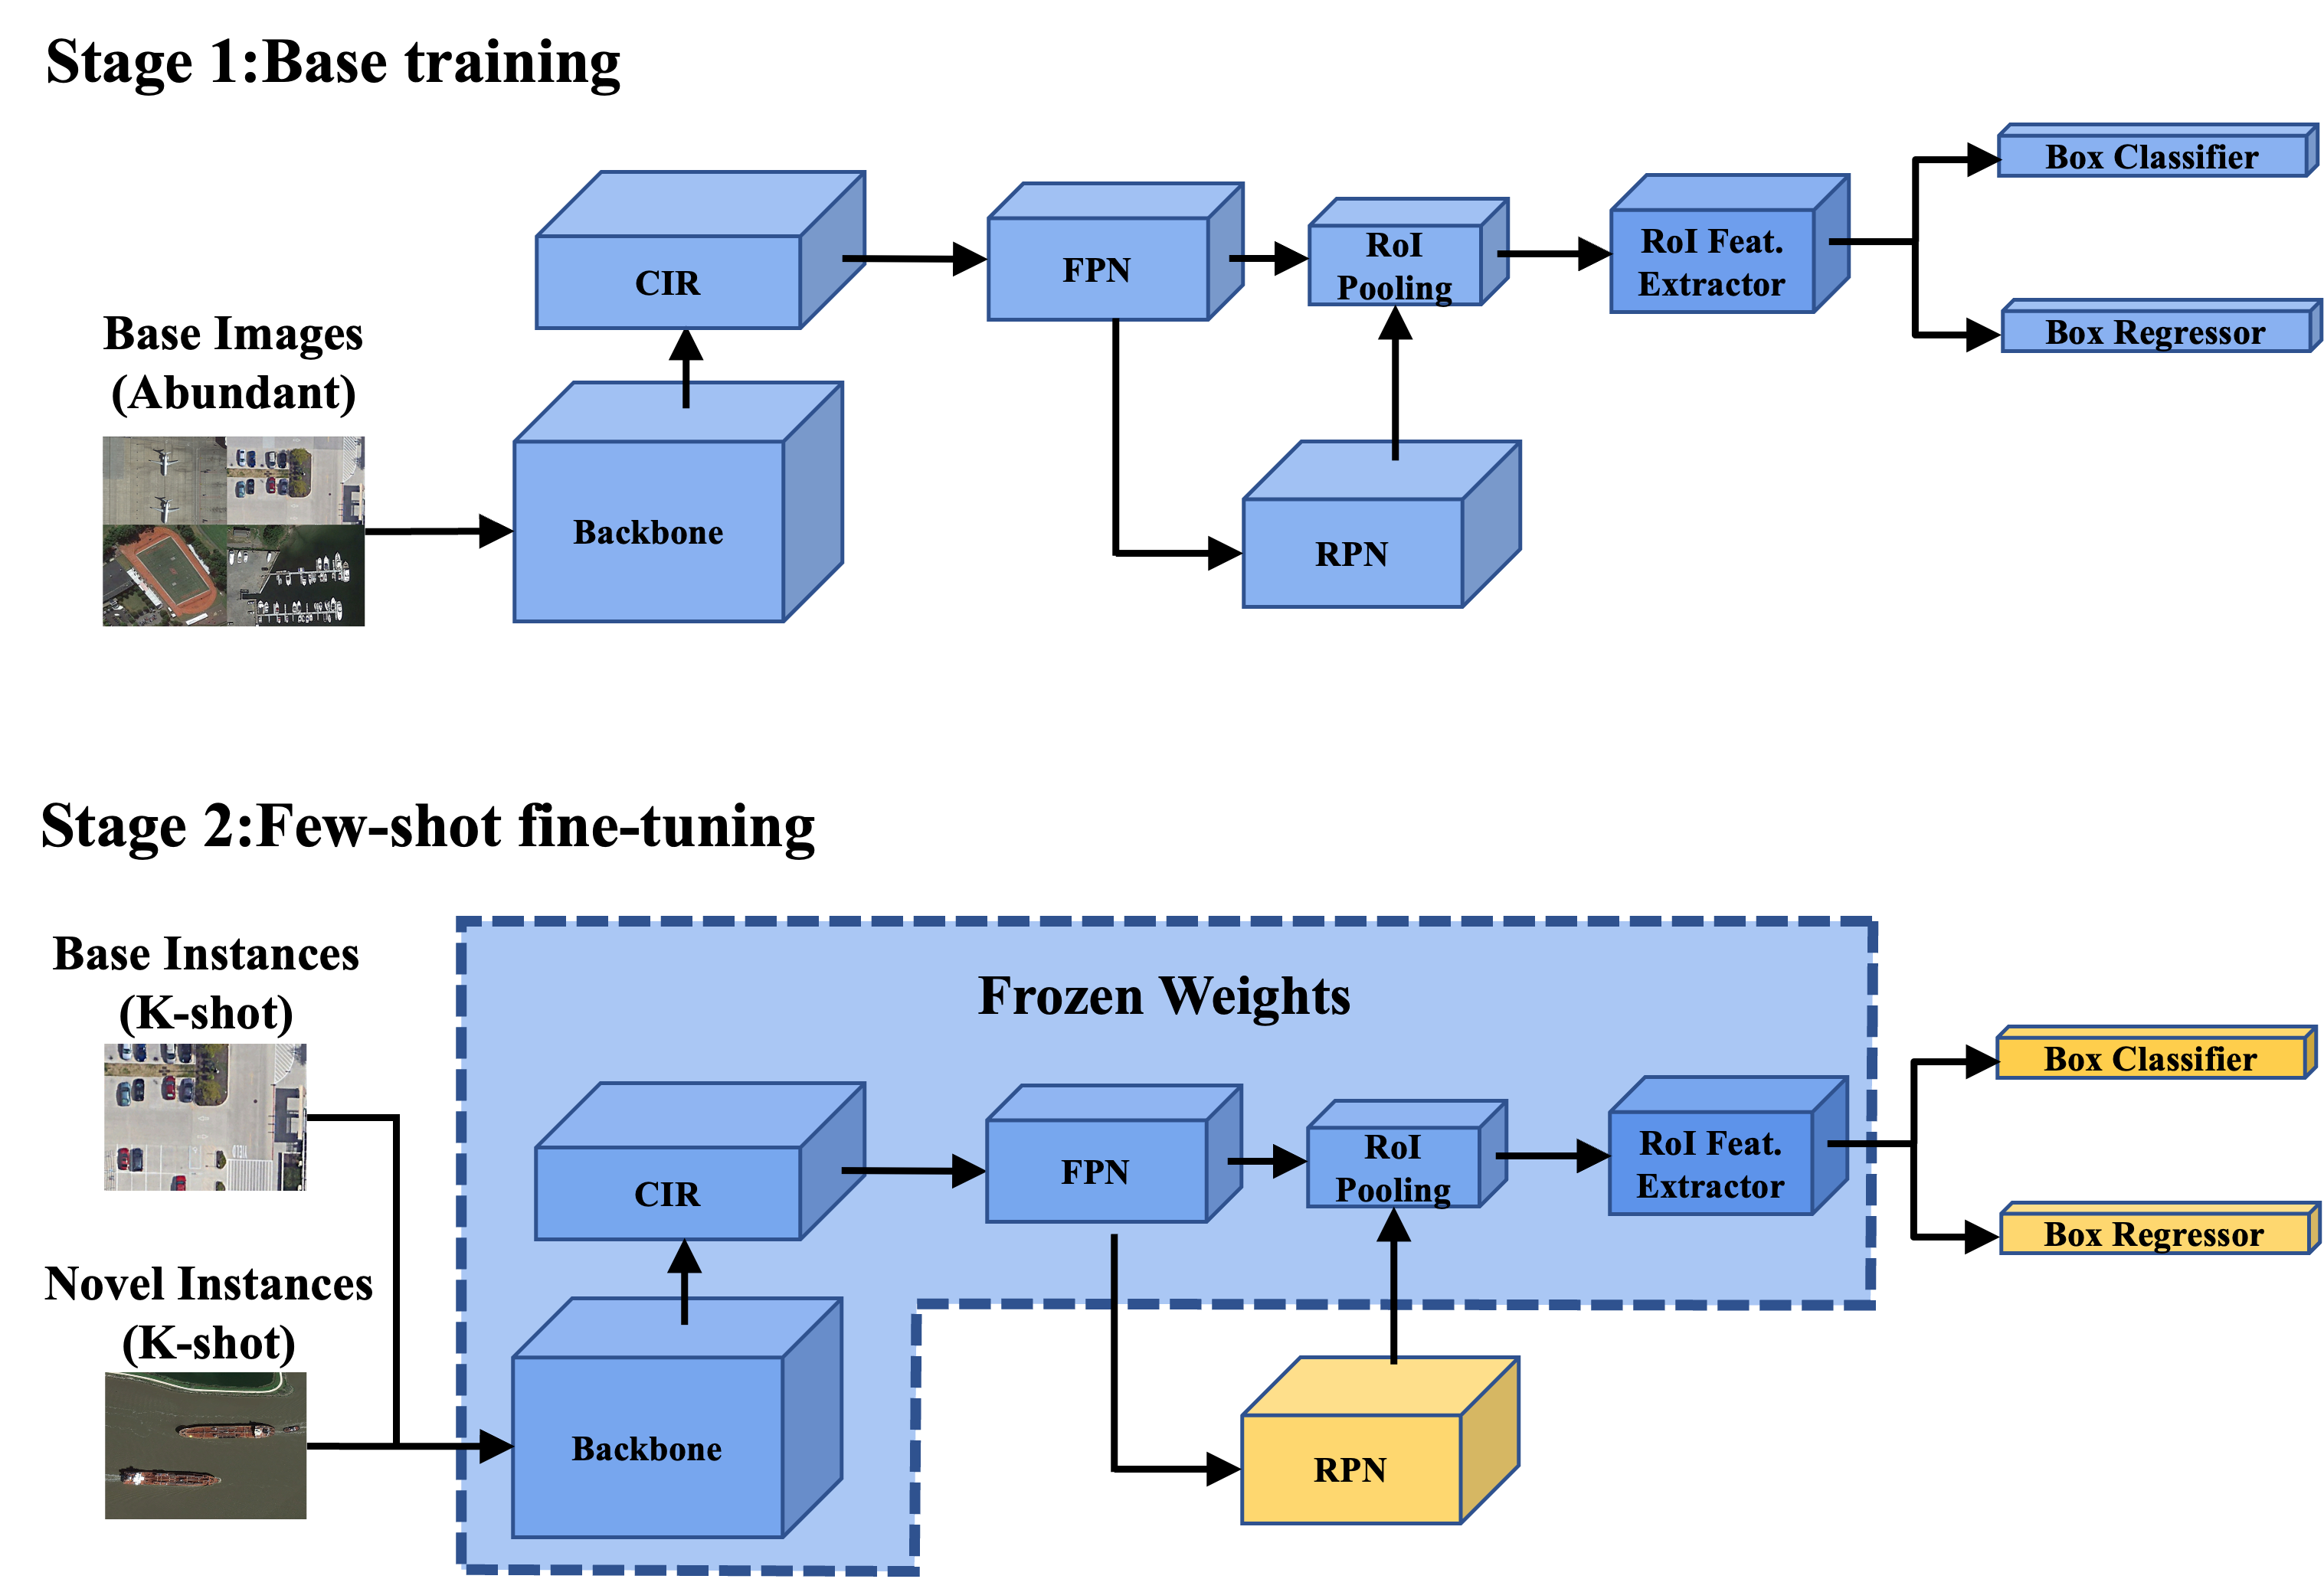 Stage 1:Base training
Base Images
(Abundant)
Backbone
CIR
FPN
RPN
RoI
Pooling
RoI Feat.
Extractor
Box Classifier
Box Regressor
Stage 2:Few-shot fine-tuning
Base Instances
(K-shot)
Novel Instances
(K-shot)
Frozen Weights
Backbone
CIR
FPN
RPN
RoI
Pooling
RoI Feat.
Extractor
Box Classifier
Box Regressor